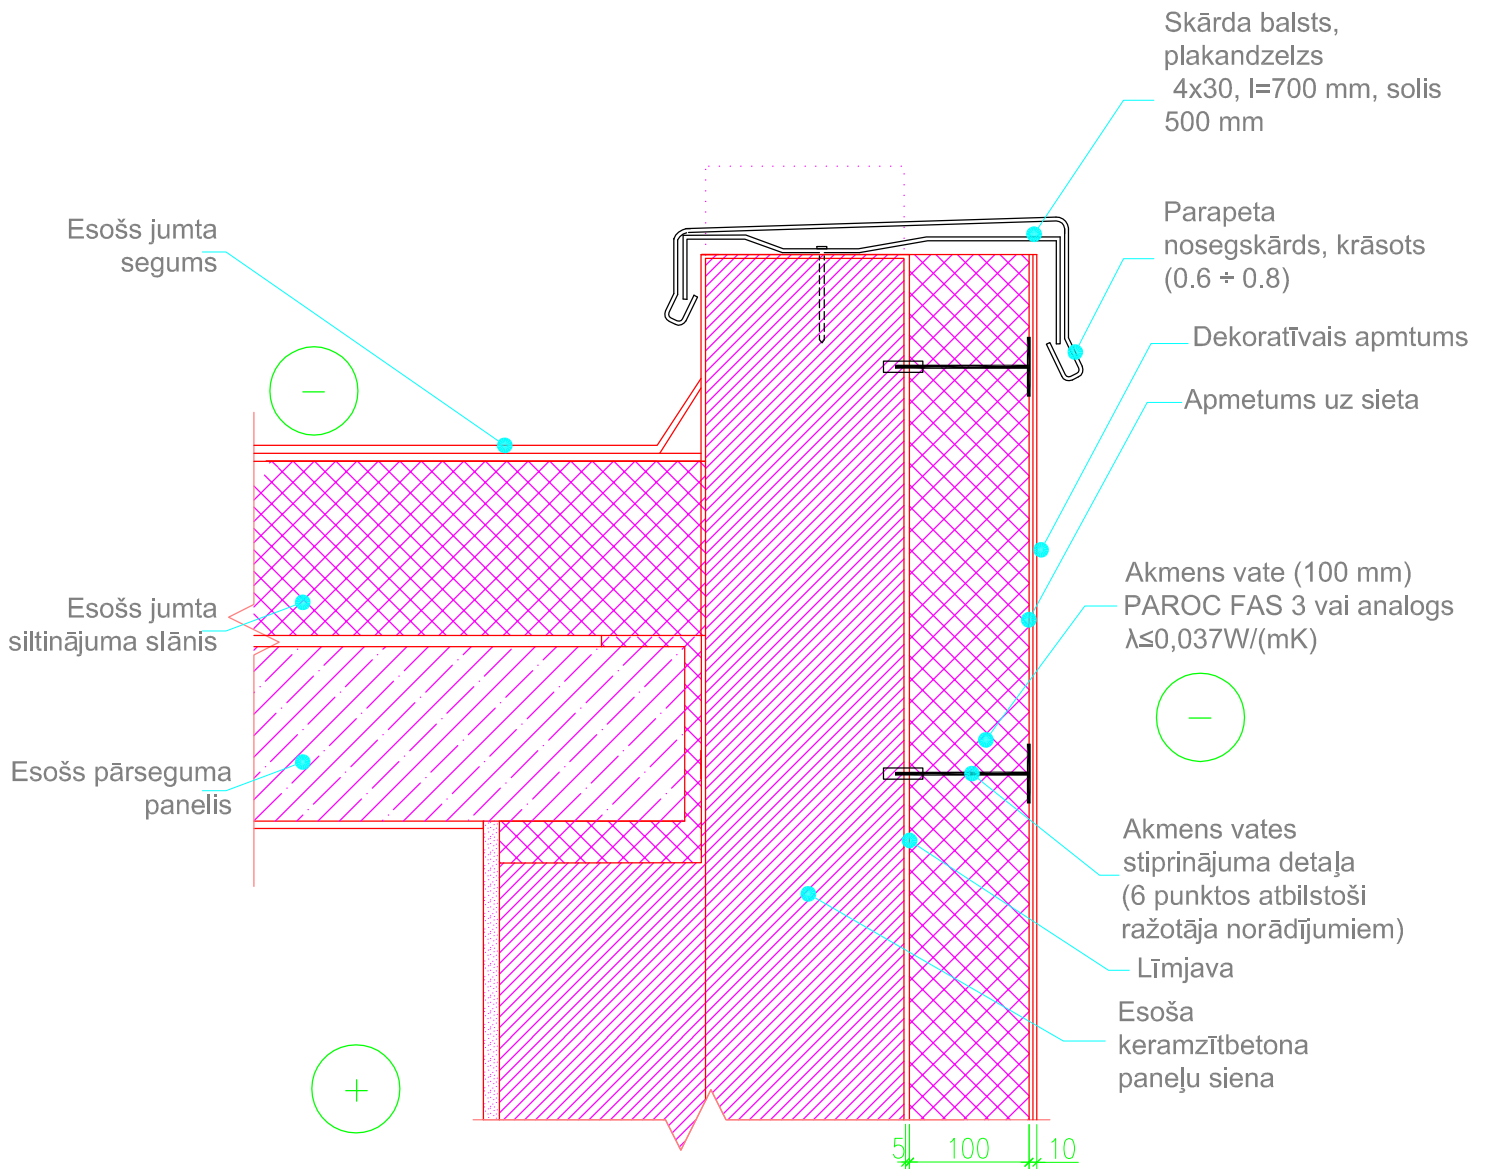 Skārda balsts,
plakandzelzs
4x30, l=700 mm, solis
500 mm
Parapeta
nosegskārds, krāsots
(0.6 ÷ 0.8)
Dekoratīvais apmtums
Apmetums uz sieta
Akmens vate (100 mm)
PAROC FAS 3 vai analogs
λ≤0,037W/(mK)
Akmens vates
stiprinājuma detaļa
(6 punktos atbilstoši
ražotāja norādījumiem)
Līmjava
Esoša
keramzītbetona
paneļu siena
Esošs jumta
segums
Esošs jumta
siltinājuma slānis
Esošs pārseguma
panelis
−
−
+
5 100 10